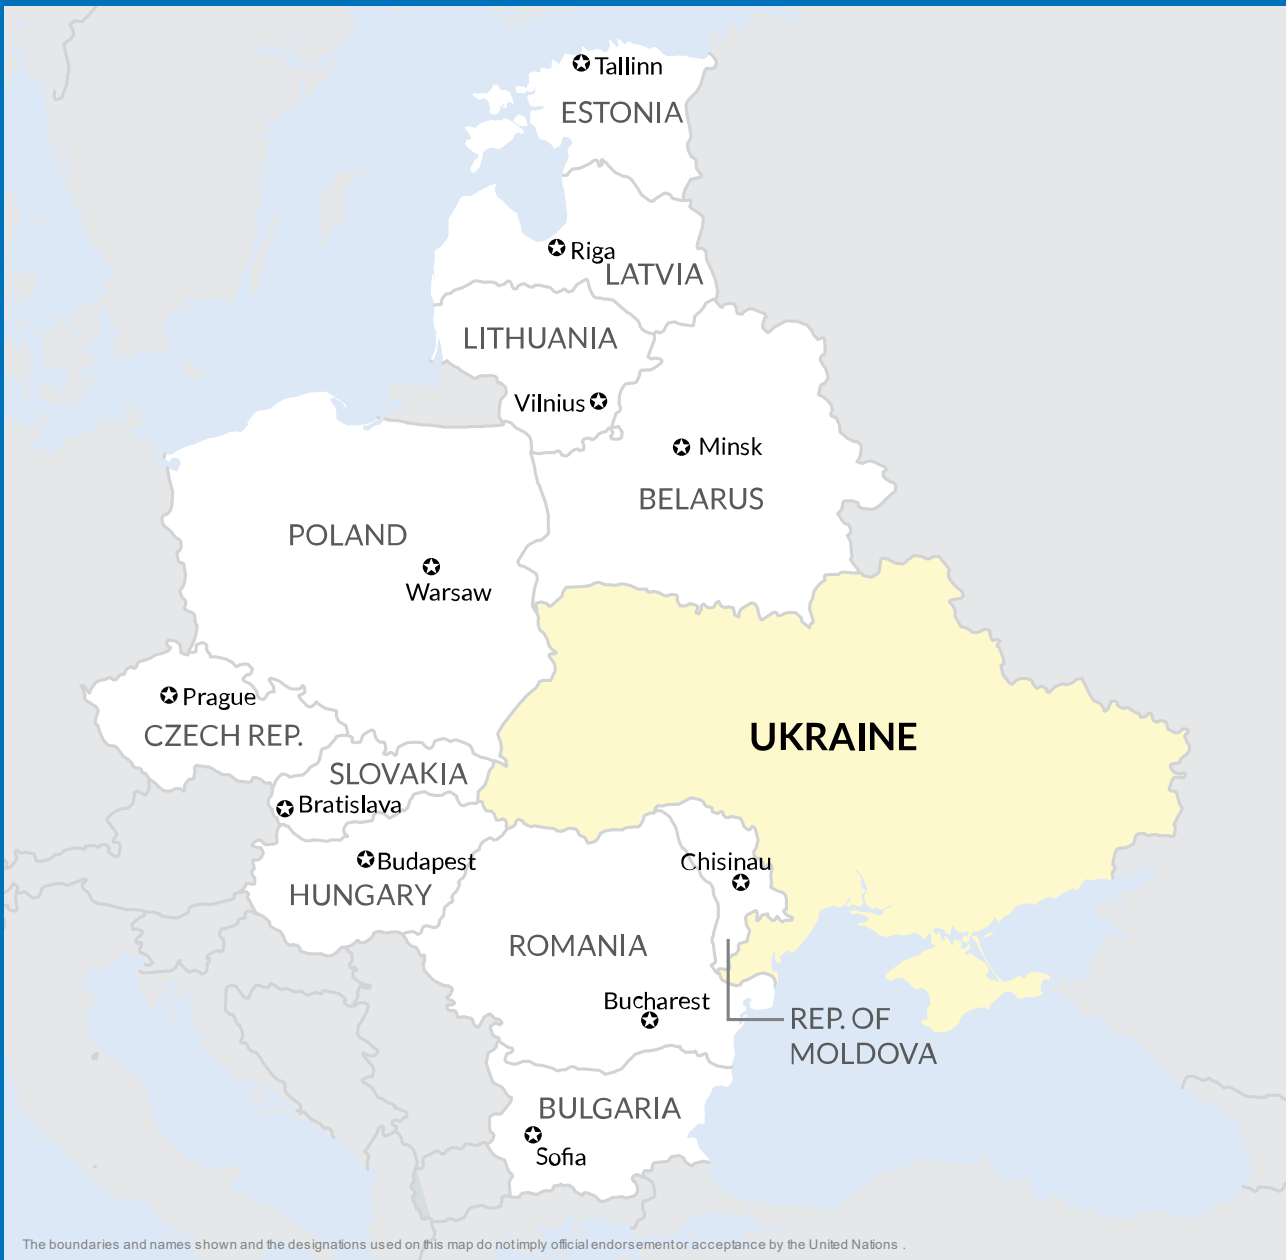 Tallinn
ESTONIA
Riga
LATVIA
LITHUANIA
Vilnius
Minsk
BELARUS
POLAND
Warsaw
Prague
CZECH REP.
UKRAINE
SLOVAKIA
Bratislava
Budapest
HUNGARY
Chisinau
ROMANIA
Bucharest
REP. OF
MOLDOVA
BULGARIA
Sofia
The boundaries and names shown and the designations used on this map do not imply official endorsement or acceptance by the United Nations .